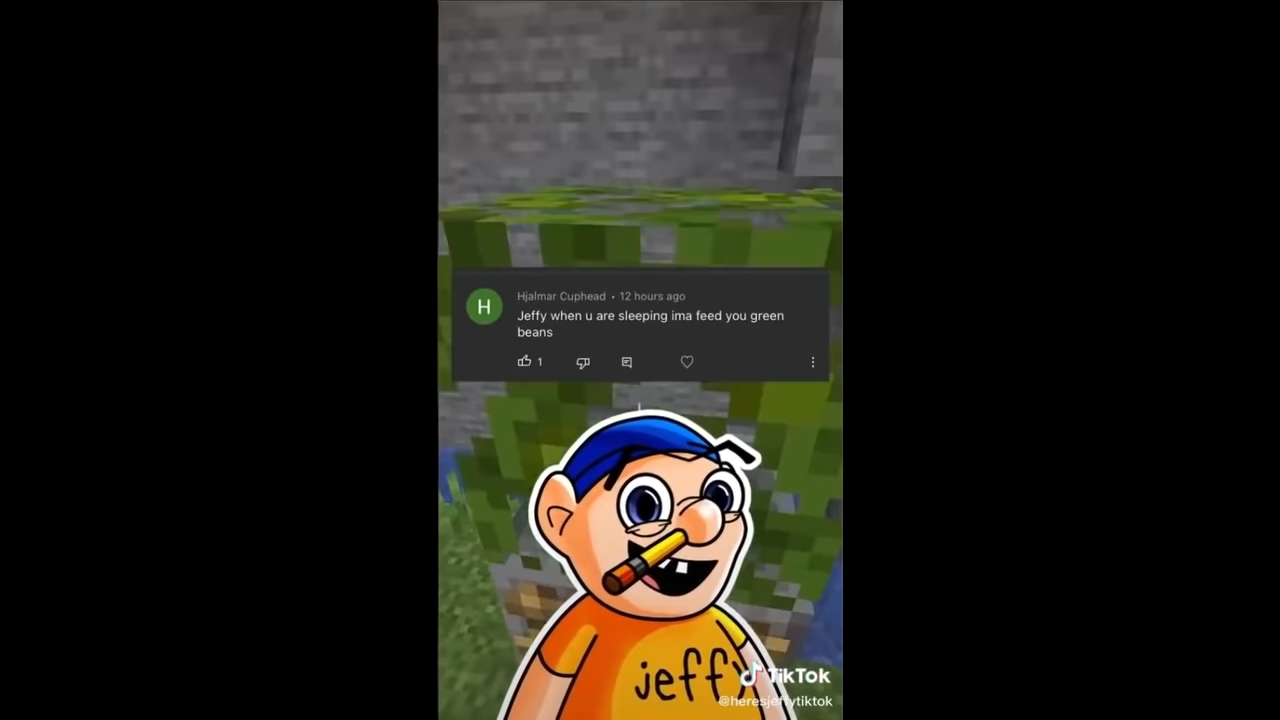 H
Hjalmar Cuphead • 12 hours ago
Jeffy when u are sleeping ima feed you green
beans
1
jeffy
TikTok
@heresjeffytiktok